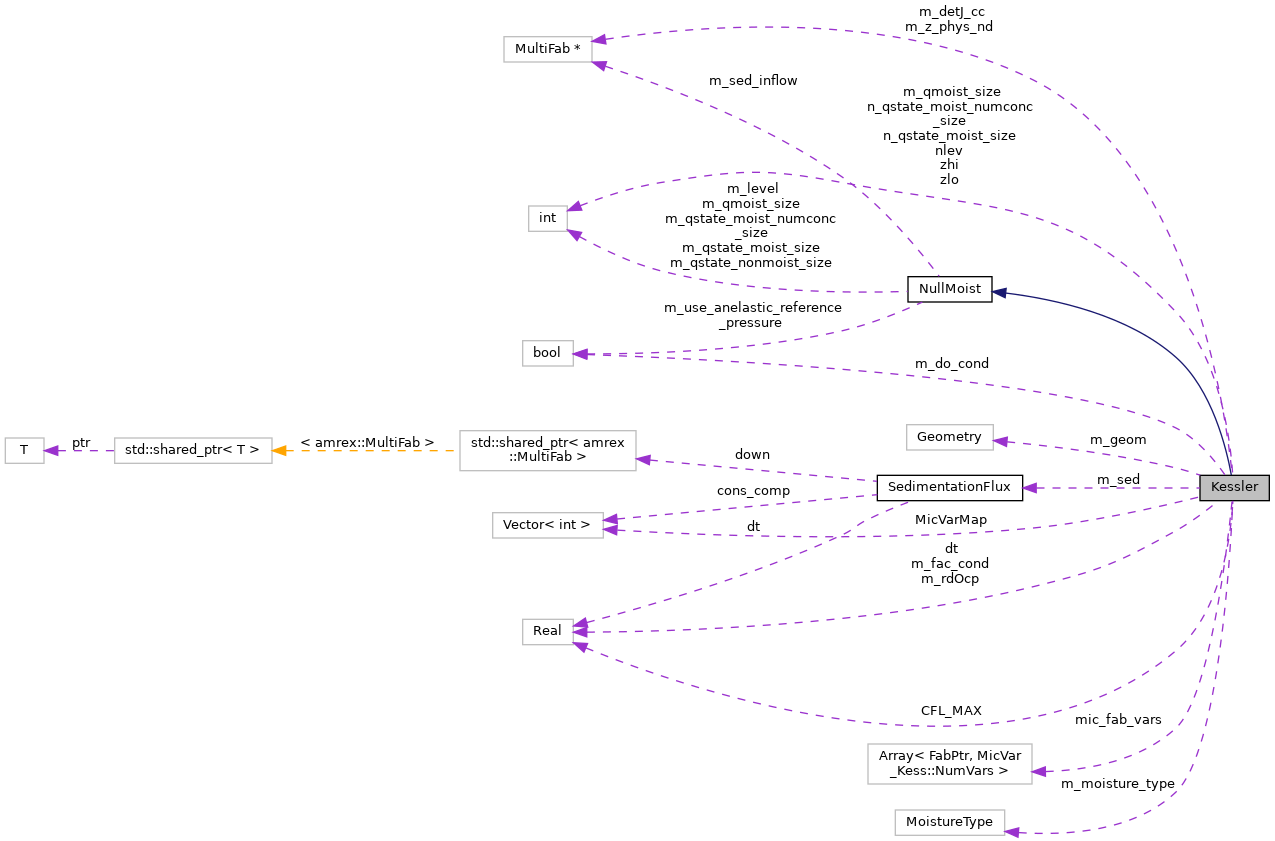 m_detJ_cc
m_z_phys_nd
MultiFab *
m_sed_inflow
m_qmoist_size
n_qstate_moist_numconc
_size
n_qstate_moist_size
nlev
zhi
zlo
m_level
m_qmoist_size
m_qstate_moist_numconc
_size
m_qstate_moist_size
m_qstate_nonmoist_size
int
NullMoist
m_use_anelastic_reference
_pressure
bool
m_do_cond
Geometry
m_geom
T
ptr
std::shared_ptr< T >
< amrex::MultiFab >
std::shared_ptr< amrex
::MultiFab >
down
SedimentationFlux
m_sed
Kessler
cons_comp
Vector< int >
dt
MicVarMap
dt
m_fac_cond
m_rdOcp
Real
CFL_MAX
mic_fab_vars
Array< FabPtr, MicVar
_Kess::NumVars >
m_moisture_type
MoistureType